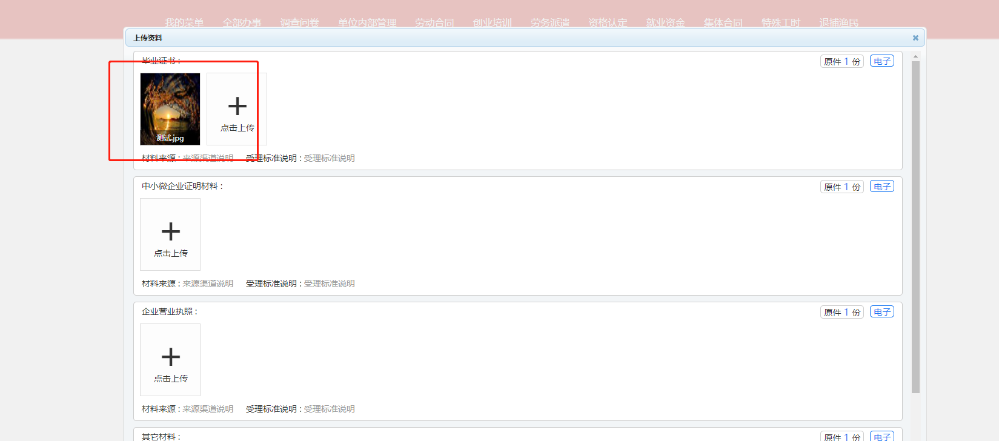 我的菜单 全部办事 调查问卷 单位内部管理 劳动合同 创业培训 劳务派遣 资格认定 就业资金 集体合同 特殊工时 退捕渔民
上传资料
毕业证书： 原件 1 份 电子
测试.jpg 点击上传
材料来源：来源渠道说明 受理标准说明：受理标准说明
中小微企业证明材料： 原件 1 份 电子
点击上传
材料来源：来源渠道说明 受理标准说明：受理标准说明
企业营业执照： 原件 1 份 电子
点击上传
材料来源：来源渠道说明 受理标准说明：受理标准说明
其它材料： 原件 1 份 电子